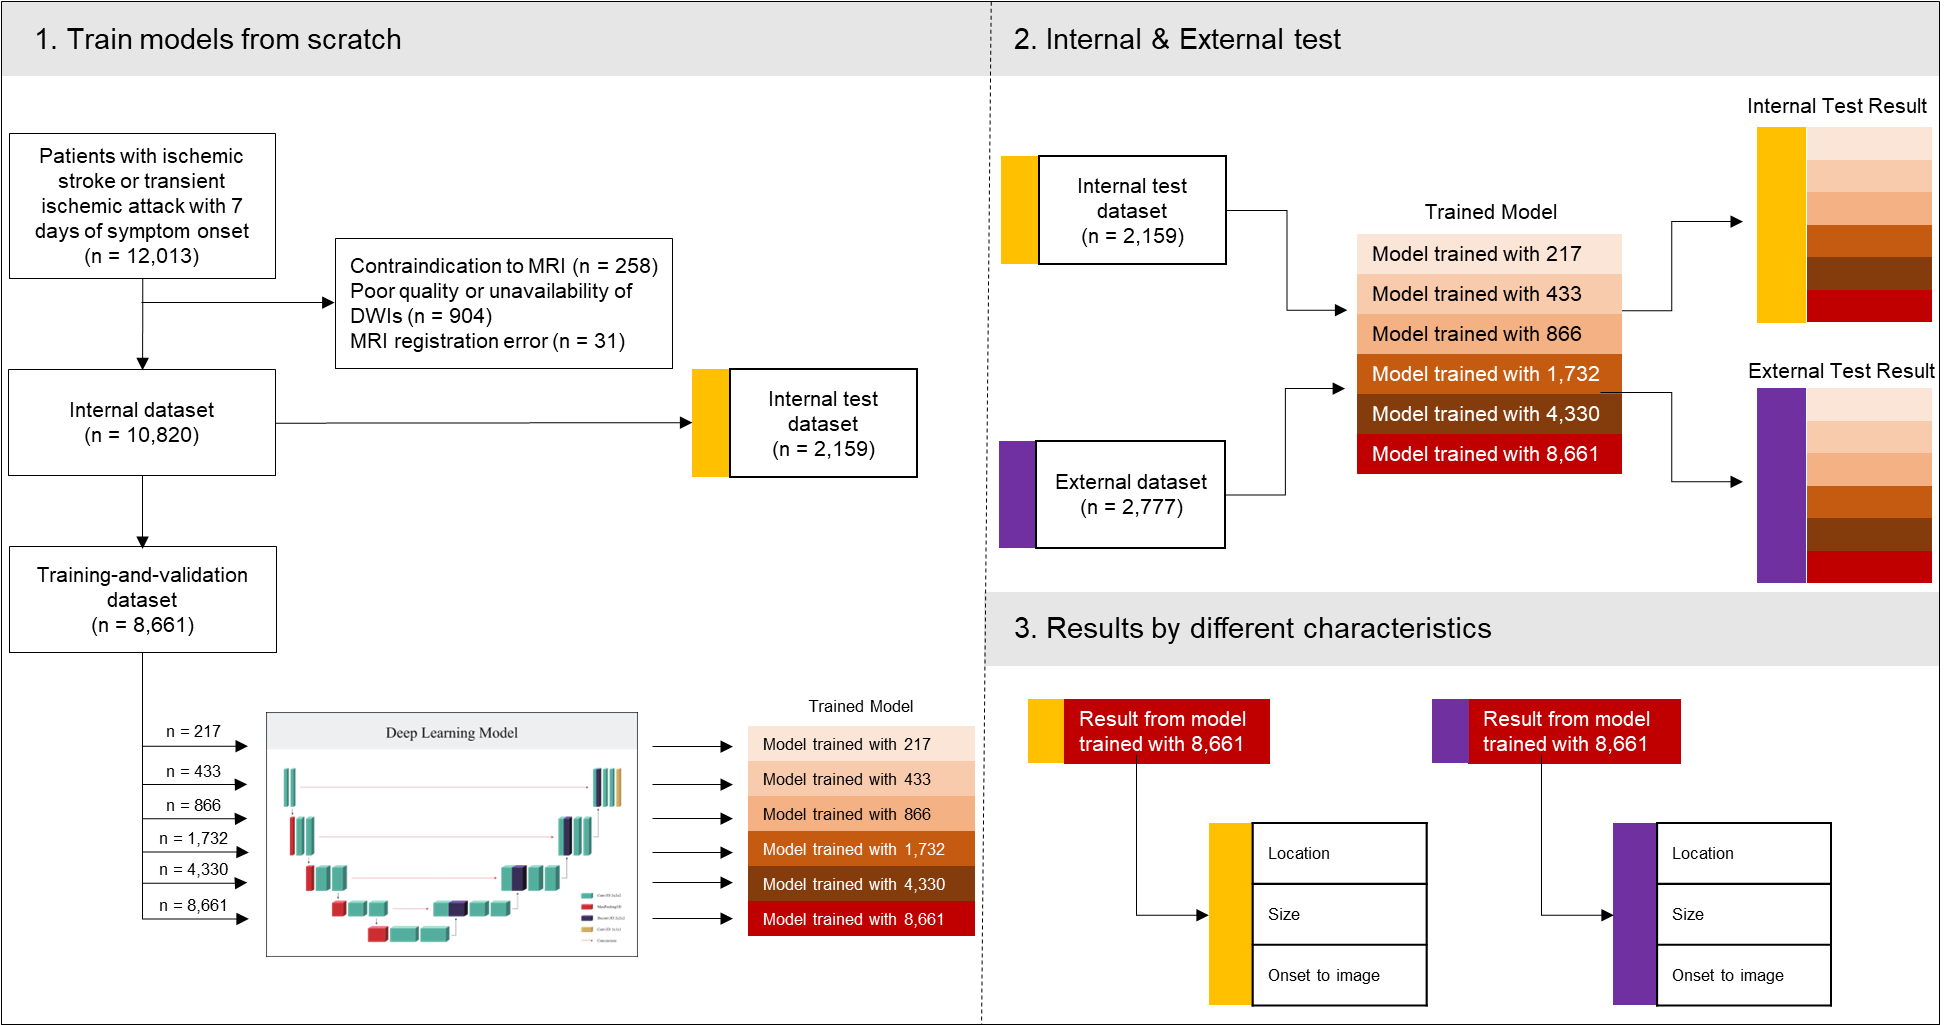 1. Train models from scratch
Patients with ischemic
stroke or transient
ischemic attack with 7
days of symptom onset
(n = 12,013)
Contraindication to MRI (n = 258)
Poor quality or unavailability of
DWIs (n = 904)
MRI registration error (n = 31)
Internal dataset
(n = 10,820)
Internal test
dataset
(n = 2,159)
Training-and-validation
dataset
(n = 8,661)
n = 217
n = 433
n = 866
n = 1,732
n = 4,330
n = 8,661
Deep Learning Model
Trained Model
Model trained with 217
Model trained with 433
Model trained with 866
Model trained with 1,732
Model trained with 4,330
Model trained with 8,661
2. Internal & External test
Internal test
dataset
(n = 2,159)
External dataset
(n = 2,777)
Trained Model
Model trained with 217
Model trained with 433
Model trained with 866
Model trained with 1,732
Model trained with 4,330
Model trained with 8,661
Internal Test Result
External Test Result
3. Results by different characteristics
Result from model
trained with 8,661
Location
Size
Onset to image
Result from model
trained with 8,661
Location
Size
Onset to image